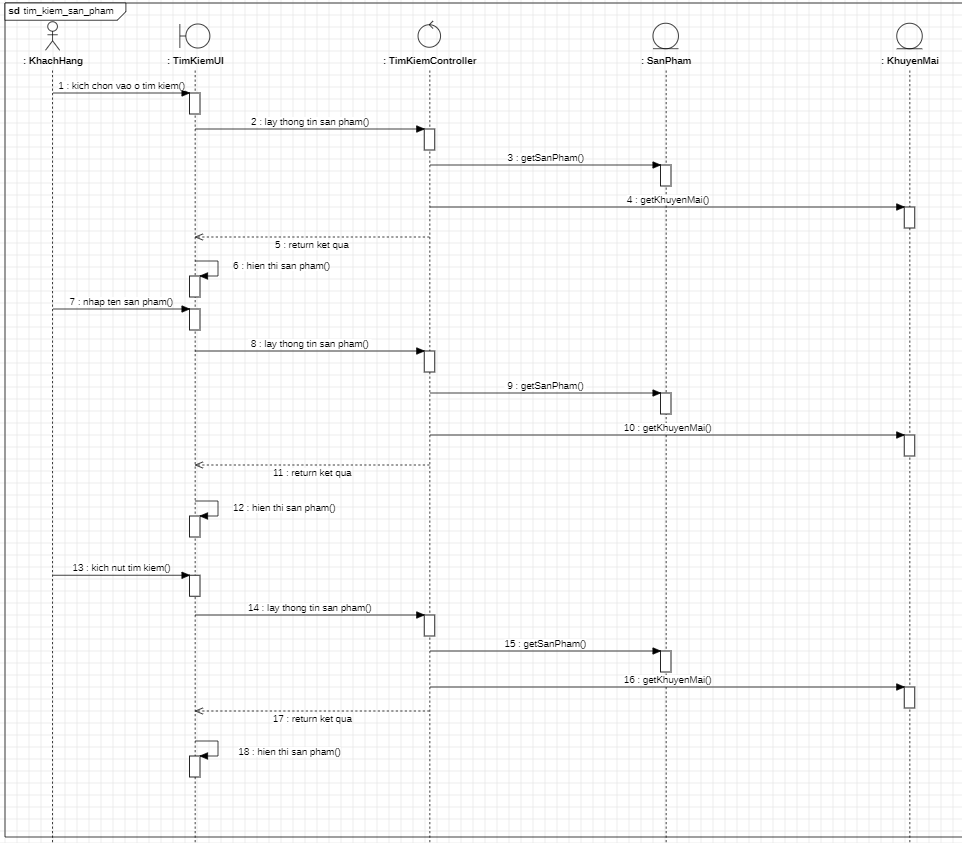 sd tim_kiem_san_pham
: KhachHang
: TimKiemUI
: TimKiemController
: SanPham
: KhuyenMai
1 : kich chon vao o tim kiem()
2 : lay thong tin san pham()
3 : getSanPham()
4 : getKhuyenMai()
5 : return ket qua
6 : hien thi san pham()
7 : nhap ten san pham()
8 : lay thong tin san pham()
9 : getSanPham()
10 : getKhuyenMai()
11 : return ket qua
12 : hien thi san pham()
13 : kich nut tim kiem()
14 : lay thong tin san pham()
15 : getSanPham()
16 : getKhuyenMai()
17 : return ket qua
18 : hien thi san pham()